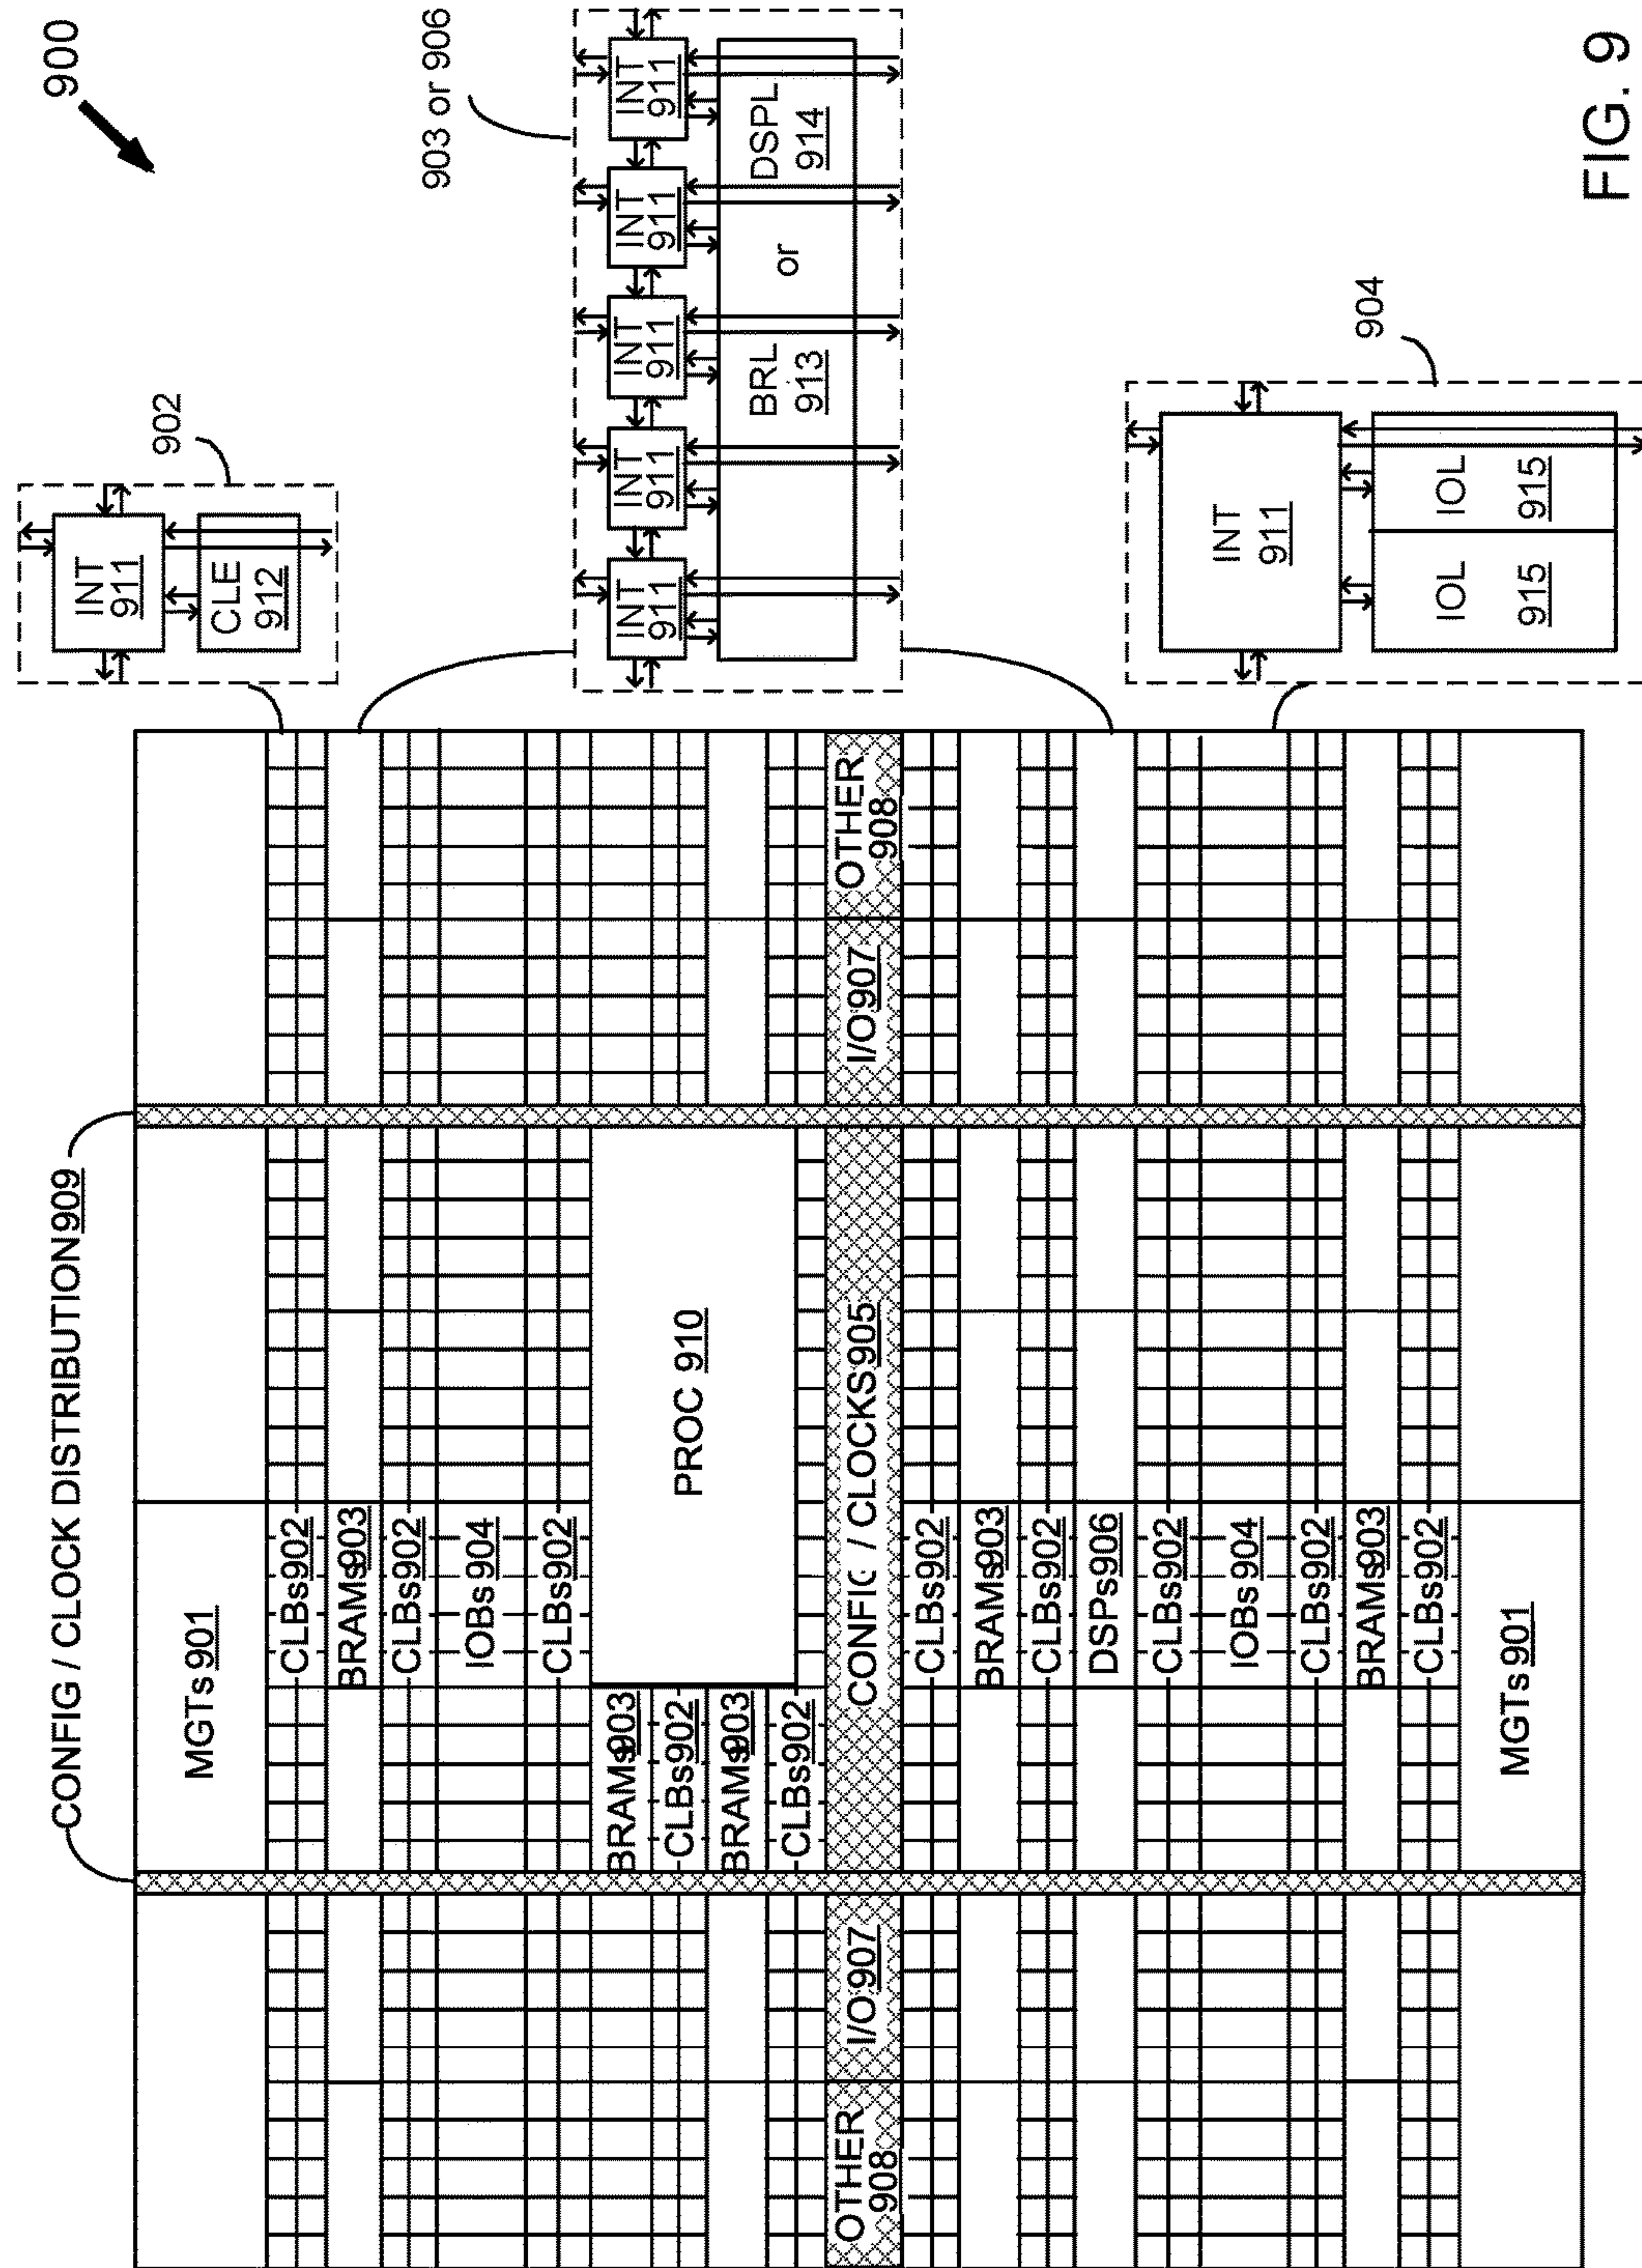 900
CONFIG / CLOCK DISTRIBUTION 909
MGTs 901
CLBs 902
BRAMs 903
CLBs 902
IOBs 904
CLBs 902
BRAMs 903
CLBs 902
BRAMs 903
CLBs 902
PROC 910
OTHER
908
I/O 907
CONFIG / CLOCKS 905
I/O 907
OTHER
908
CLBs 902
BRAMs 903
CLBs 902
DSPs 906
CLBs 902
IOBs 904
CLBs 902
BRAMs 903
CLBs 902
MGTs 901
902
INT
911
CLE
912
903 or 906
INT
911
INT
911
INT
911
INT
911
INT
911
BRL
913
or
DSPL
914
904
INT
911
IOL
915
IOL
915
FIG. 9